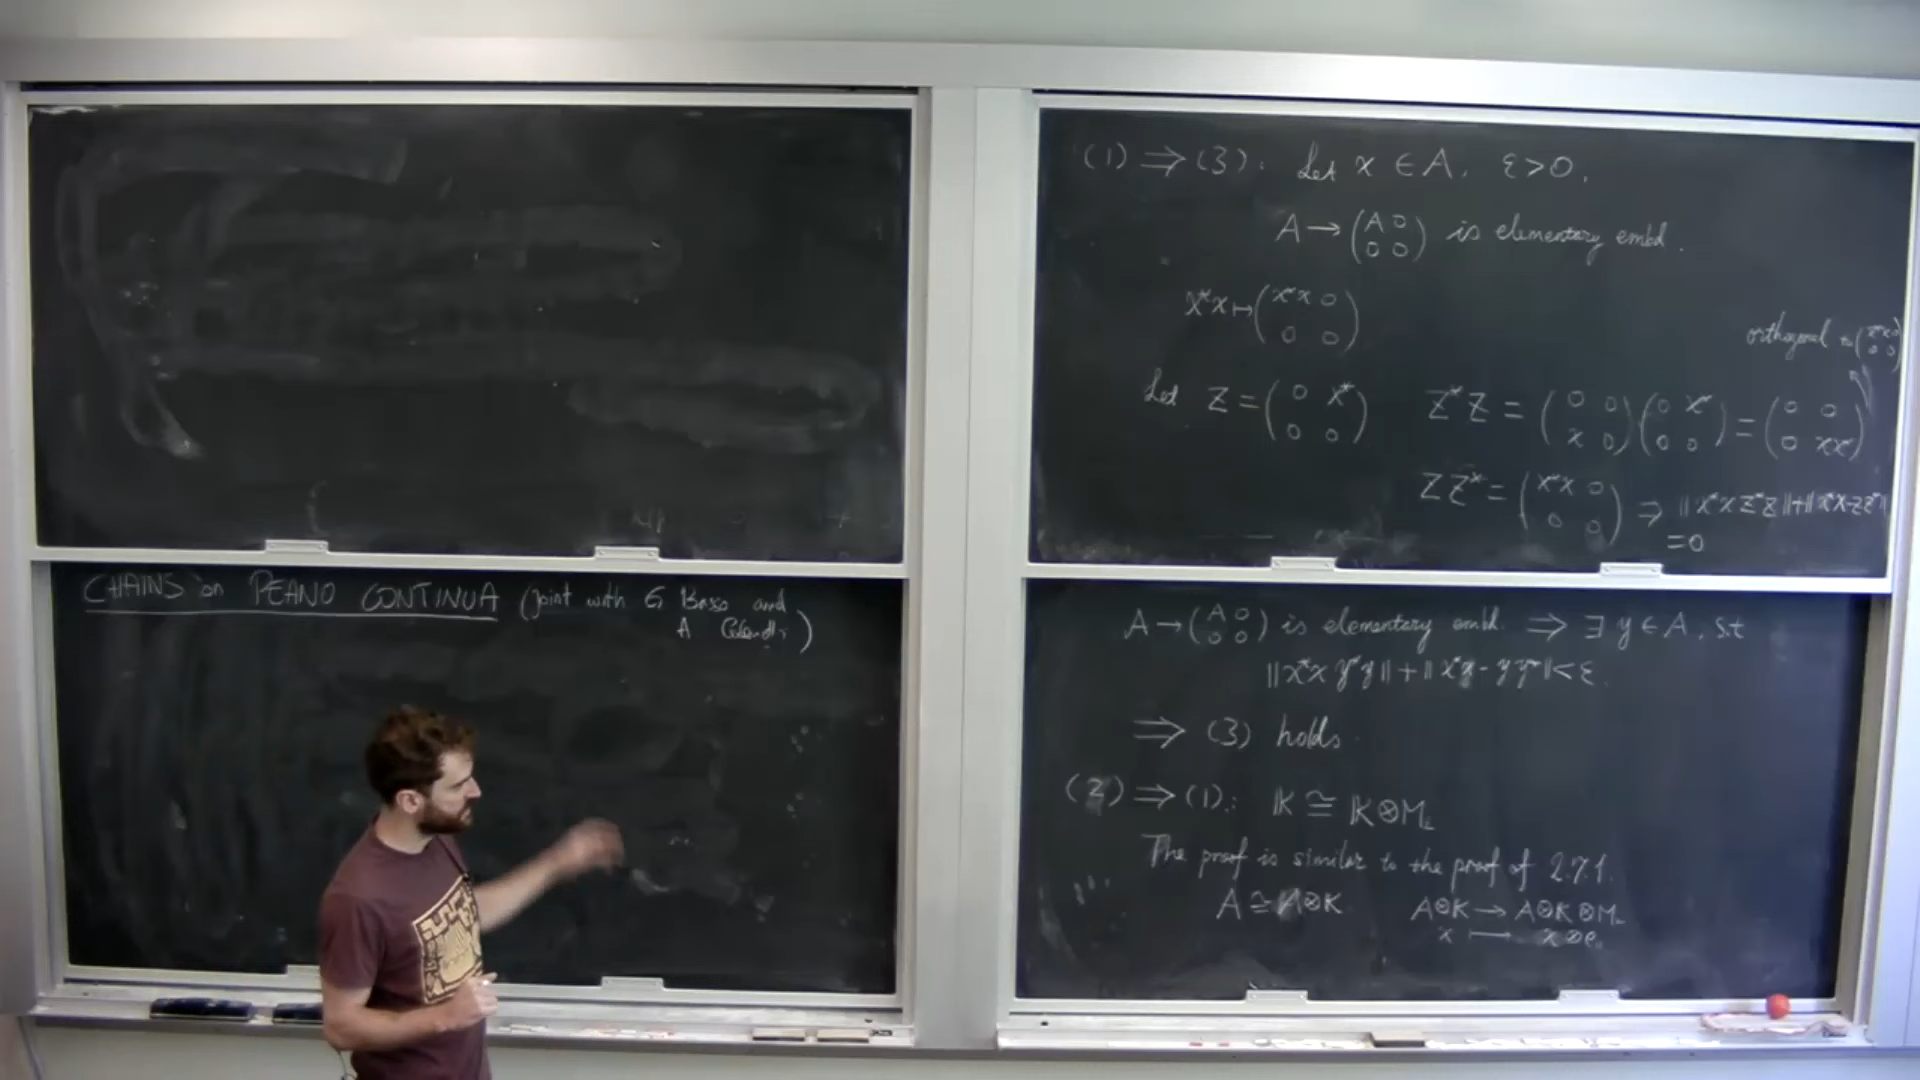 CHAINS on PEANO CONTINUA (joint with G Basso and
A )
(1) ⇒ (3): Let x ∈ A, ε>0,
A → (A 0 / 0 0) is elementary embd.
x*x ↦ (x*x 0 / 0 0)
orthogonal to (x*x 0 / 0 0)
Let Z = (0 x* / 0 0) Z*Z = (0 0 / x 0)(0 x* / 0 0) = (0 0 / 0 xx*)
ZZ* = (x*x 0 / 0 0) ⇒ ||x*x z*z||+||x*x-zz*||
=0
A → (A 0 / 0 0) is elementary embd. ⇒ ∃ y ∈ A, s.t
||x*x y*y|| + ||x*x - yy*|| < ε.
⇒ (3) holds.
(2) ⇒ (1): K ≅ K⊗M₂
The proof is similar to the proof of 2.7.1.
A ≅ A⊗K A⊗K → A⊗K⊗M₂
x ⟼ x⊗e₁₁